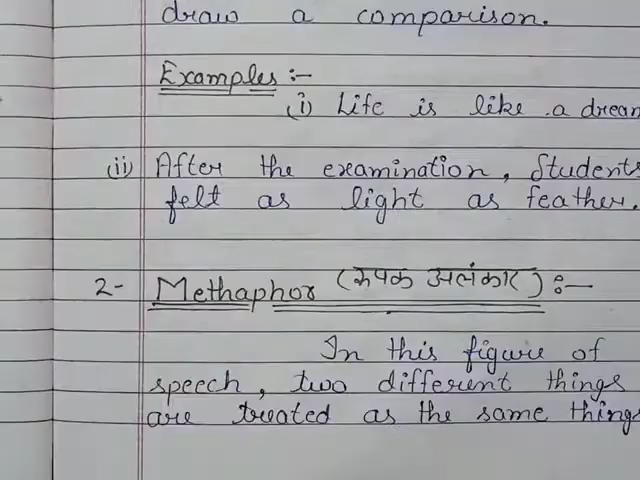 draw a comparison.
Examples :-
(i) Life is like a dream
(ii) After the examination, Students
felt as light as feather.
2- Methaphor (रूपक अलंकार) :-
In this figure of
speech, two different things
are treated as the same things